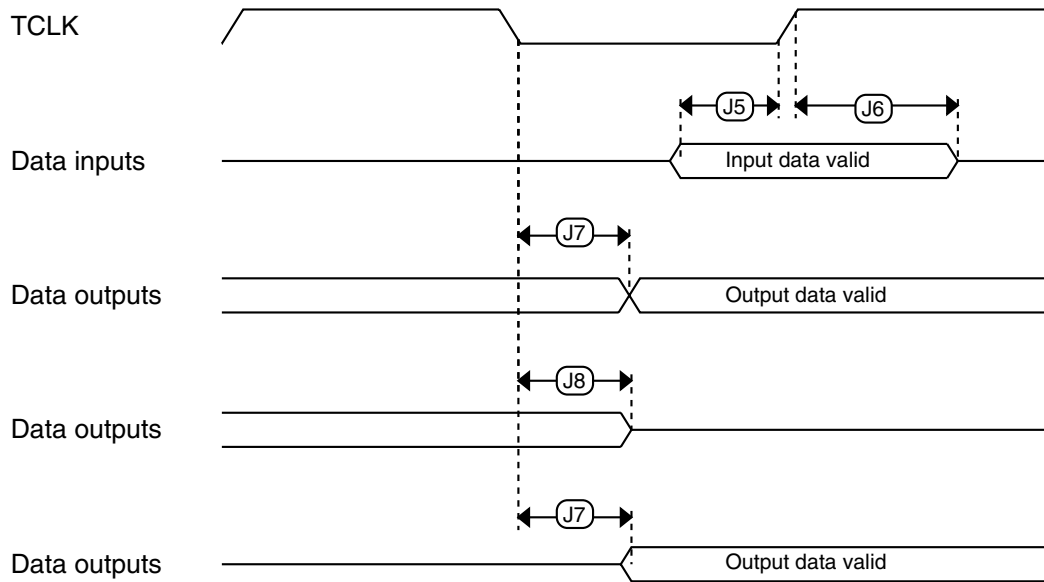 TCLK
J5
J6
Data inputs
Input data valid
J7
Data outputs
Output data valid
J8
Data outputs
J7
Data outputs
Output data valid